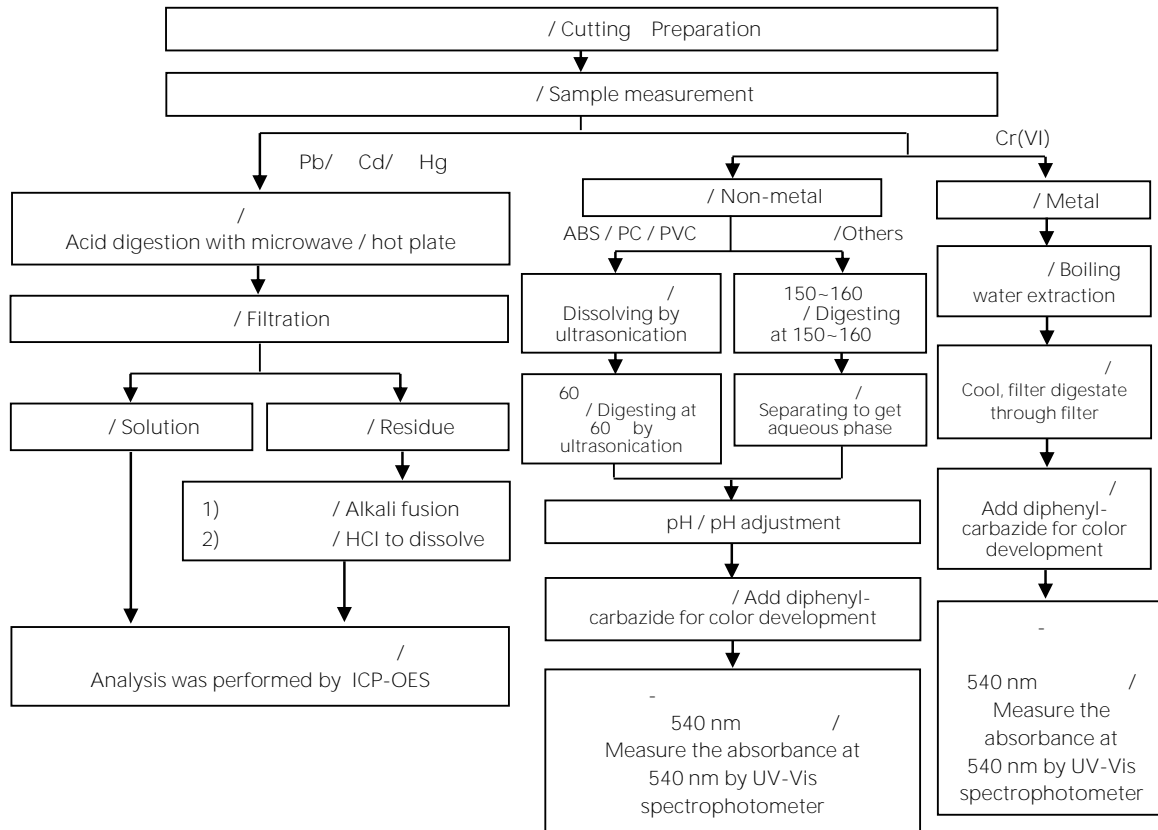 / Cutting Preparation
/ Sample measurement
Pb/ Cd/ Hg
Cr(VI)
/
Acid digestion with microwave / hot plate
/ Filtration
/ Solution
/ Residue
1) / Alkali fusion
2) / HCl to dissolve
/
Analysis was performed by ICP-OES
/ Non-metal
ABS / PC / PVC
/Others
/
Dissolving by
ultrasonication
60
/ Digesting at
60 by
ultrasonication
150~160
/ Digesting
at 150~160
/
Separating to get
aqueous phase
pH / pH adjustment
/ Add diphenyl-
carbazide for color development
-
540 nm /
Measure the absorbance at
540 nm by UV-Vis
spectrophotometer
/ Metal
/ Boiling
water extraction
/
Cool, filter digestate
through filter
/
Add diphenyl-
carbazide for color
development
-
540 nm /
Measure the
absorbance at
540 nm by UV-Vis
spectrophotometer